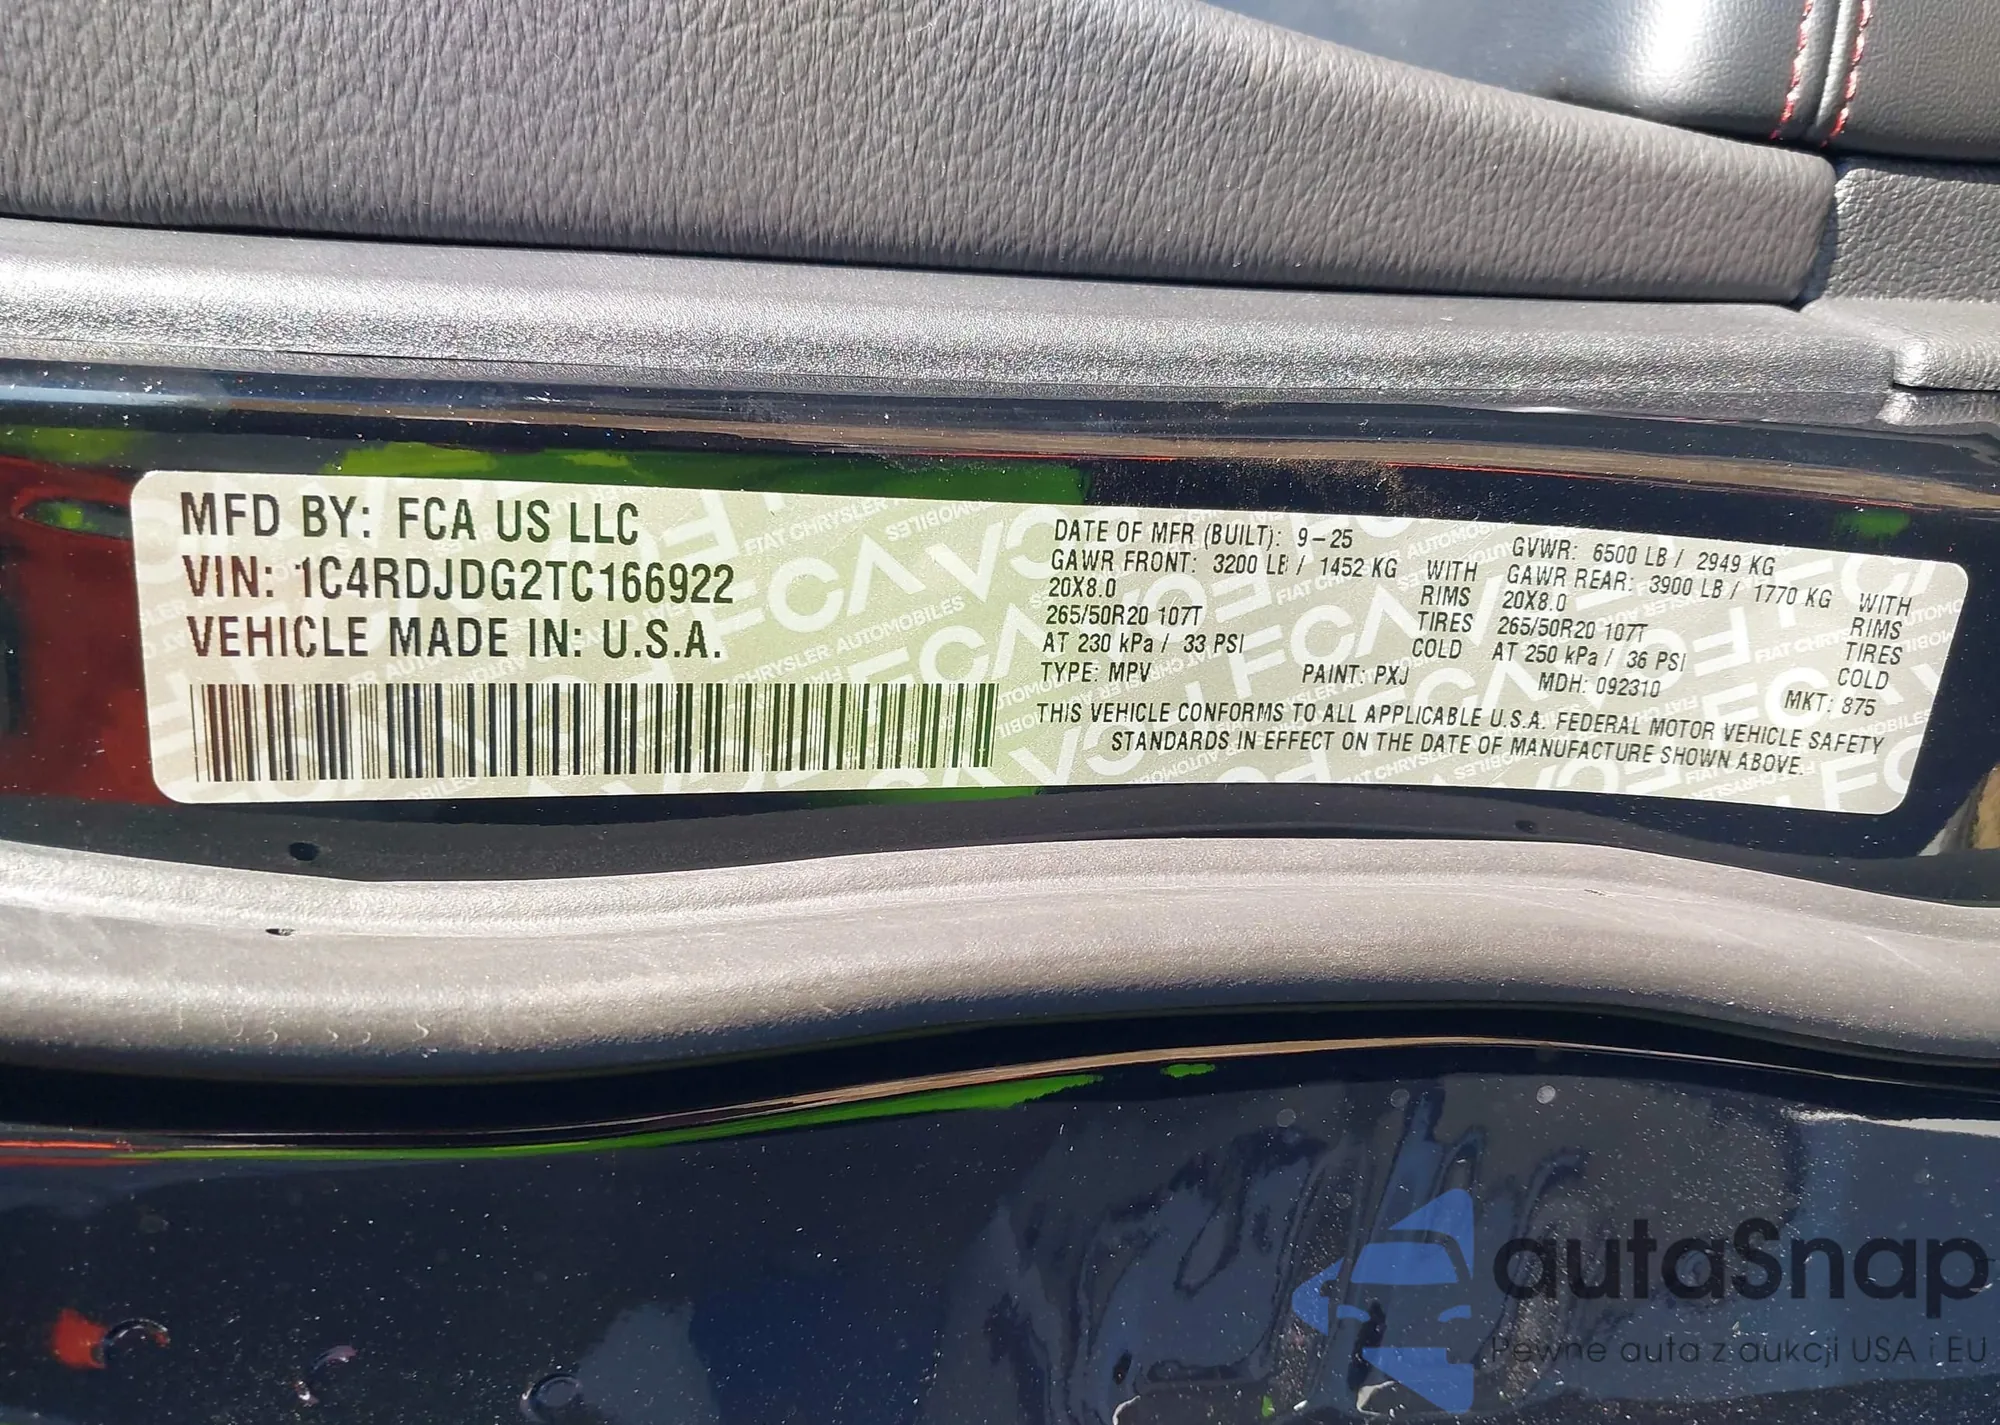 MFD BY: FCA US LLC
VIN: 1C4RDJDG2TC166922
VEHICLE MADE IN: U.S.A.
DATE OF MFR (BUILT): 9-25
GVWR: 6500 LB / 2949 KG
GAWR FRONT: 3200 LB / 1452 KG WITH
20X8.0 RIMS
265/50R20 107T TIRES
AT 230 kPa / 33 PSI COLD
GAWR REAR: 3900 LB / 1770 KG WITH
20X8.0 RIMS
265/50R20 107T TIRES
AT 250 kPa / 36 PSI COLD
TYPE: MPV PAINT: PXJ MDH: 092310 MKT: 875
THIS VEHICLE CONFORMS TO ALL APPLICABLE U.S.A. FEDERAL MOTOR VEHICLE SAFETY
STANDARDS IN EFFECT ON THE DATE OF MANUFACTURE SHOWN ABOVE.
autaSnap
Pewne auta z aukcji USA i EU